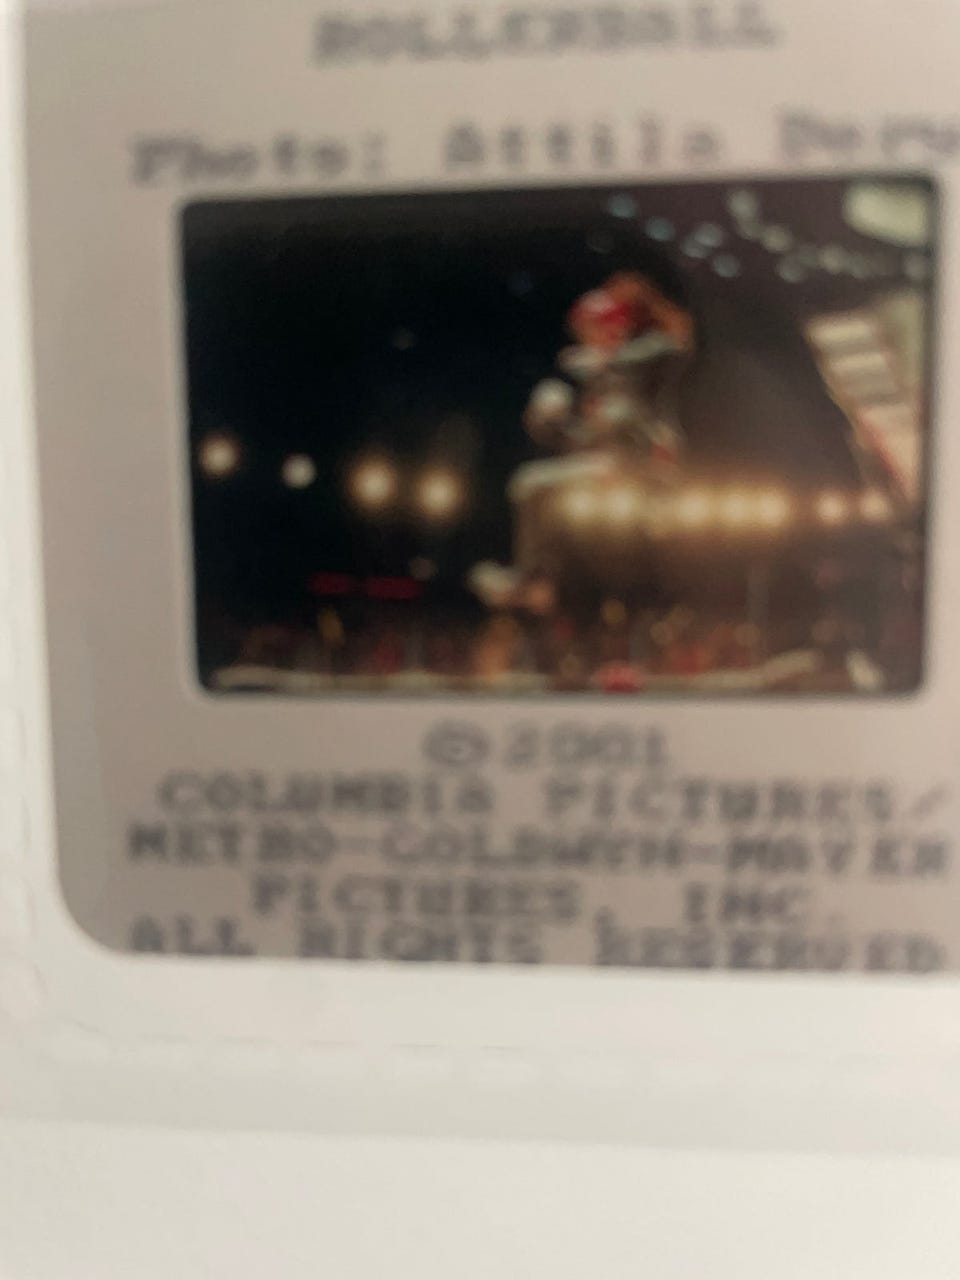 ROLLERBALL
Photo: Attila
©2001
COLUMBIA PICTURES/
METRO-GOLDWYN-MAYER
PICTURES, INC.
ALL RIGHTS RESERVED